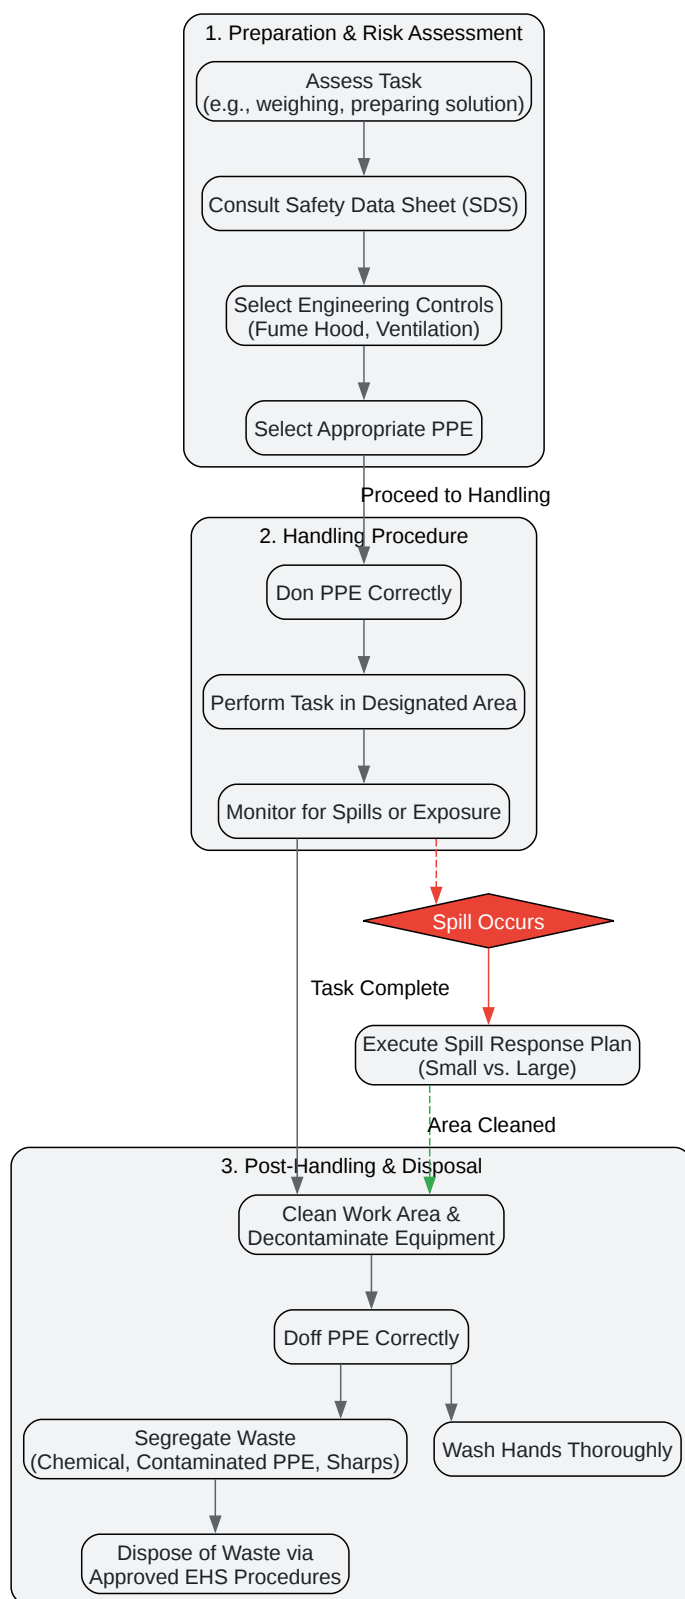 1. Preparation & Risk Assessment
Assess Task
(e.g., weighing, preparing solution)
Consult Safety Data Sheet (SDS)
Select Engineering Controls
(Fume Hood, Ventilation)
Select Appropriate PPE
Proceed to Handling
2. Handling Procedure
Don PPE Correctly
Perform Task in Designated Area
Monitor for Spills or Exposure
Spill Occurs
Task Complete
Execute Spill Response Plan
(Small vs. Large)
Area Cleaned
3. Post-Handling & Disposal
Clean Work Area &
Decontaminate Equipment
Doff PPE Correctly
Segregate Waste
(Chemical, Contaminated PPE, Sharps)
Wash Hands Thoroughly
Dispose of Waste via
Approved EHS Procedures